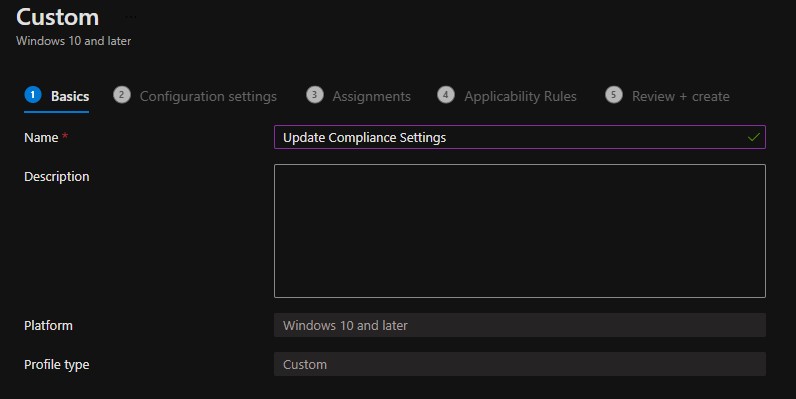 Custom ...
Windows 10 and later
1 Basics 2 Configuration settings 3 Assignments 4 Applicability Rules 5 Review + create
Name * Update Compliance Settings
Description
Platform Windows 10 and later
Profile type Custom